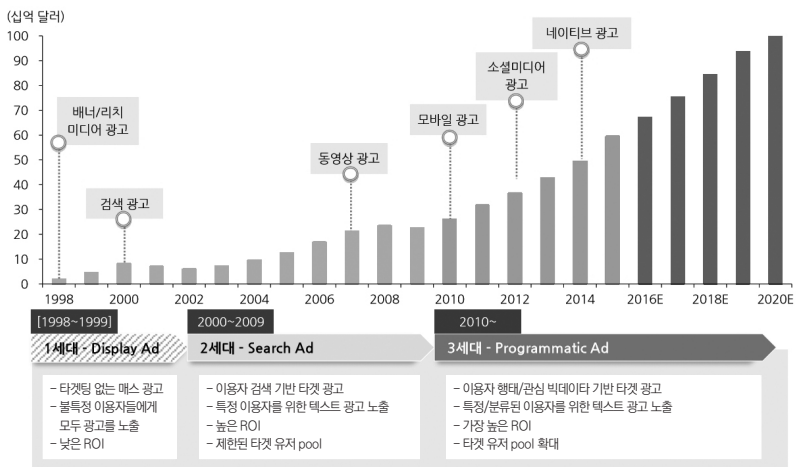 (십억 달러)
100
90
80
70
60
50
40
30
20
10
0
배너/리치
미디어 광고
검색 광고
동영상 광고
모바일 광고
소셜미디어
광고
네이티브 광고
1998 2000 2002 2004 2006 2008 2010 2012 2014 2016E 2018E 2020E
[1998~1999]
1세대 - Display Ad
- 타겟팅 없는 매스 광고
- 불특정 이용자들에게
모두 광고를 노출
- 낮은 ROI
2000~2009
2세대 - Search Ad
- 이용자 검색 기반 타겟 광고
- 특정 이용자를 위한 텍스트 광고 노출
- 높은 ROI
- 제한된 타겟 유저 pool
2010~
3세대 - Programmatic Ad
- 이용자 행태/관심 빅데이타 기반 타겟 광고
- 특정/분류된 이용자를 위한 텍스트 광고 노출
- 가장 높은 ROI
- 타겟 유저 pool 확대